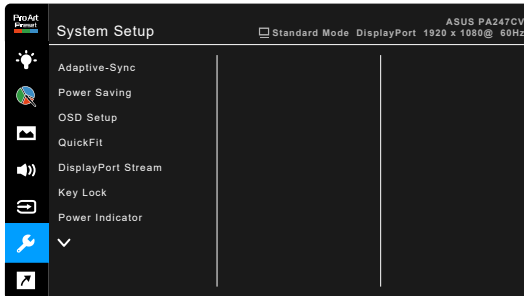 ProArt
Preset
System Setup
ASUS PA247CV
Standard Mode DisplayPort 1920 x 1080@ 60Hz
Adaptive-Sync
Power Saving
OSD Setup
QuickFit
DisplayPort Stream
Key Lock
Power Indicator